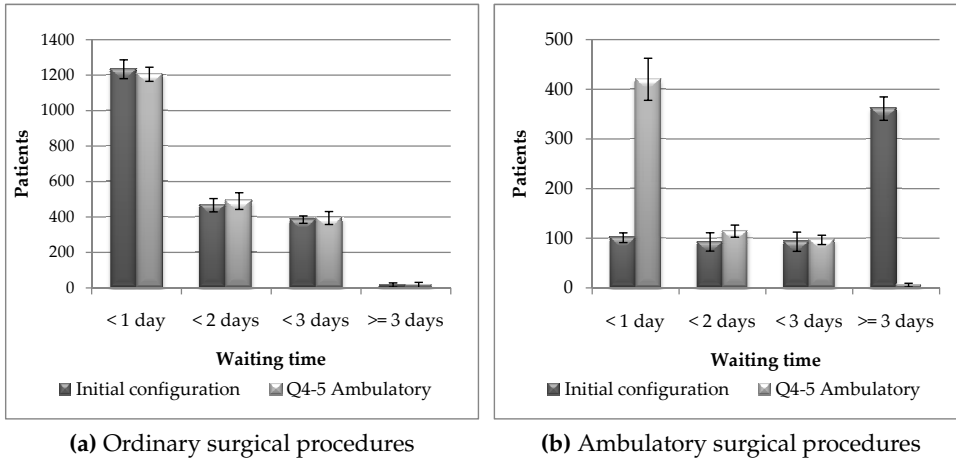 1400
1200
1000
800
600
400
200
0
Patients
< 1 day < 2 days < 3 days >= 3 days
Waiting time
Initial configuration Q4-5 Ambulatory
(a) Ordinary surgical procedures
500
400
300
200
100
0
Patients
< 1 day < 2 days < 3 days >= 3 days
Waiting time
Initial configuration Q4-5 Ambulatory
(b) Ambulatory surgical procedures